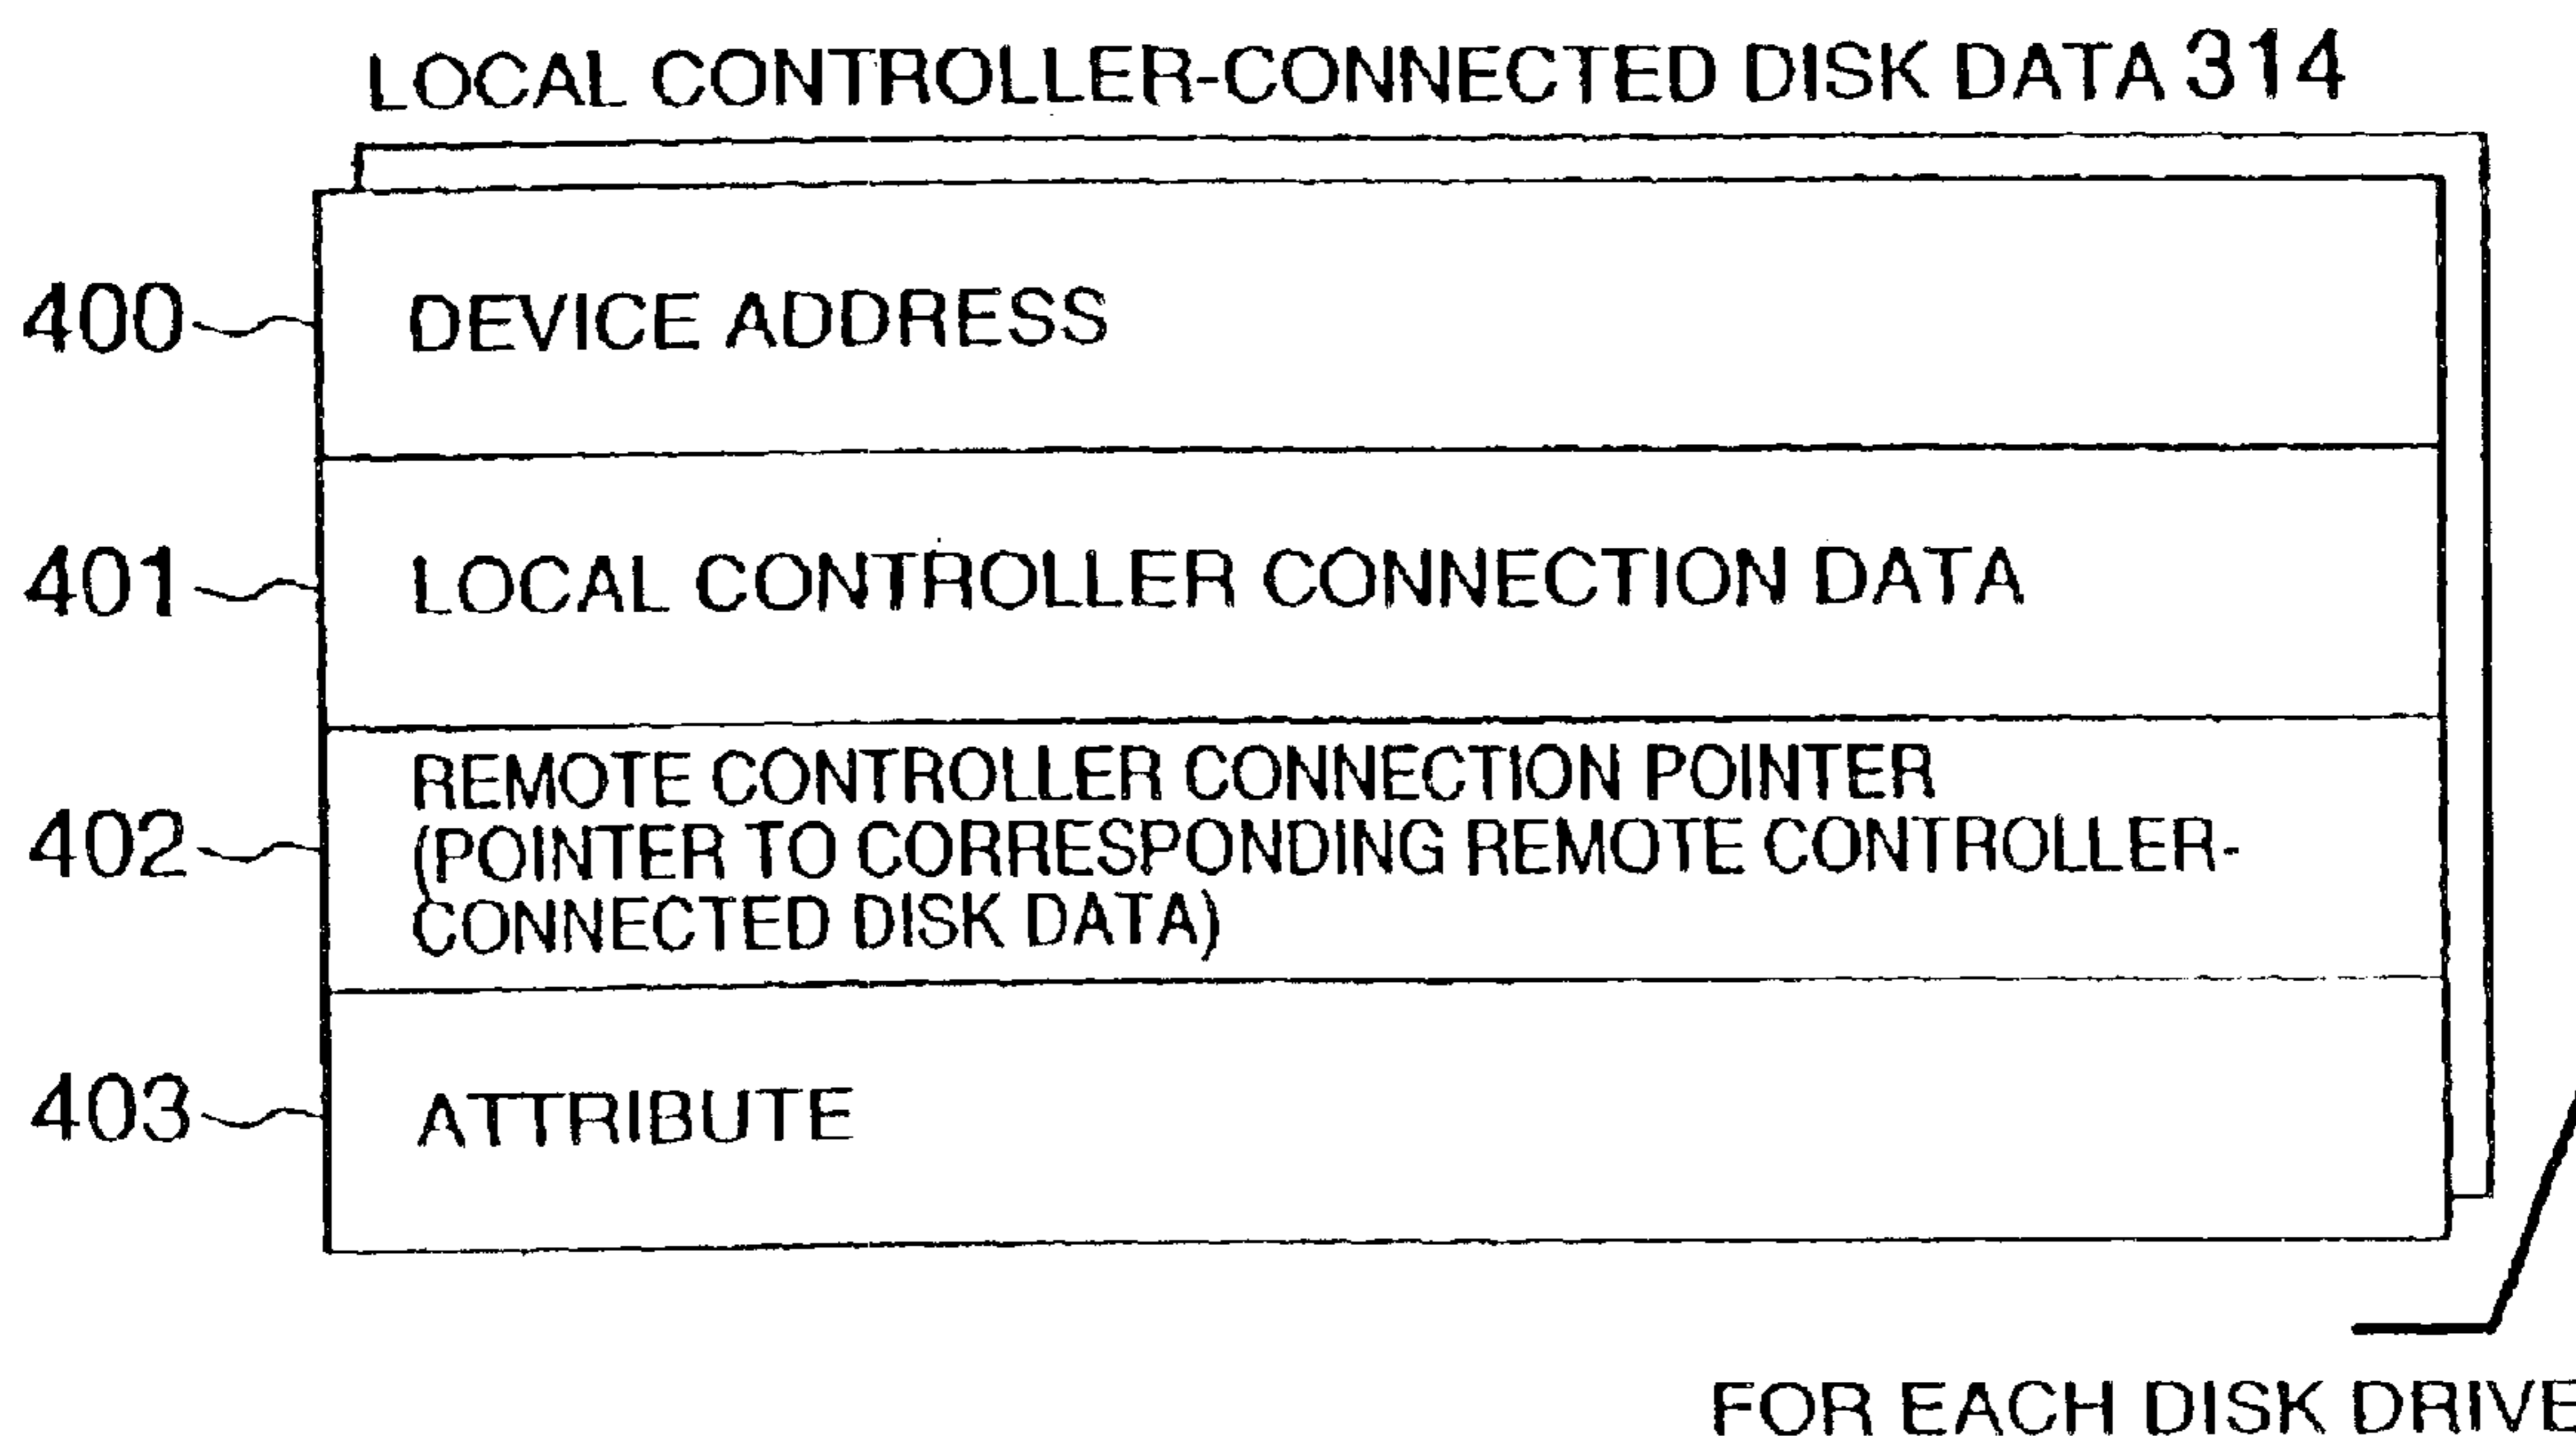 LOCAL CONTROLLER-CONNECTED DISK DATA 314
400 DEVICE ADDRESS
401 LOCAL CONTROLLER CONNECTION DATA
REMOTE CONTROLLER CONNECTION POINTER
402 (POINTER TO CORRESPONDING REMOTE CONTROLLER-
CONNECTED DISK DATA)
403 ATTRIBUTE
FOR EACH DISK DRIVE